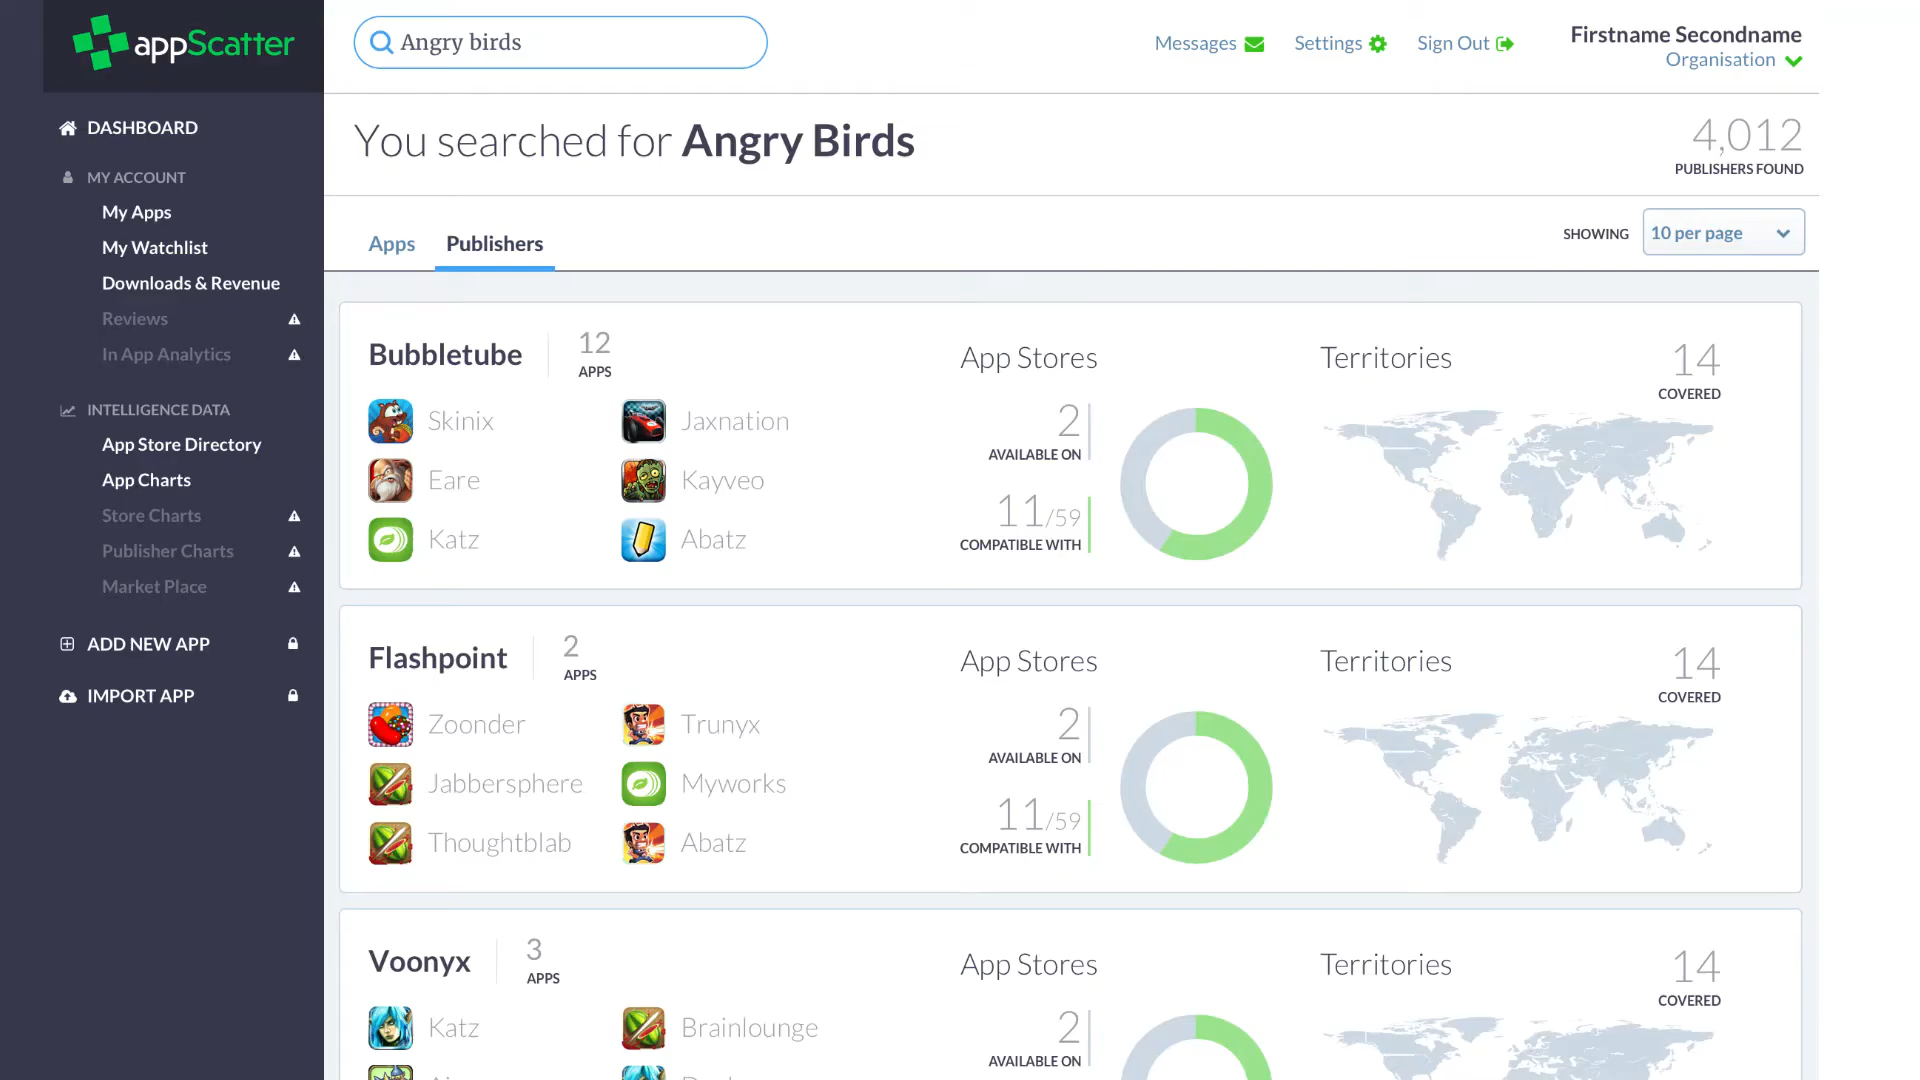 appScatter
DASHBOARD
MY ACCOUNT
My Apps
My Watchlist
Downloads & Revenue
Reviews
In App Analytics
INTELLIGENCE DATA
App Store Directory
App Charts
Store Charts
Publisher Charts
Market Place
ADD NEW APP
IMPORT APP
Angry birds
Messages
Settings
Sign Out
Firstname Secondname
Organisation
You searched for Angry Birds
4,012
PUBLISHERS FOUND
Apps
Publishers
SHOWING
10 per page
Bubbletube
12
APPS
Skinix
Jaxnation
Eare
Kayveo
Katz
Abatz
App Stores
2
AVAILABLE ON
11/59
COMPATIBLE WITH
Territories
14
COVERED
Flashpoint
2
APPS
Zoonder
Trunyx
Jabbersphere
Myworks
Thoughtblab
Abatz
App Stores
2
AVAILABLE ON
11/59
COMPATIBLE WITH
Territories
14
COVERED
Voonyx
3
APPS
Katz
Brainlounge
App Stores
2
AVAILABLE ON
Territories
14
COVERED